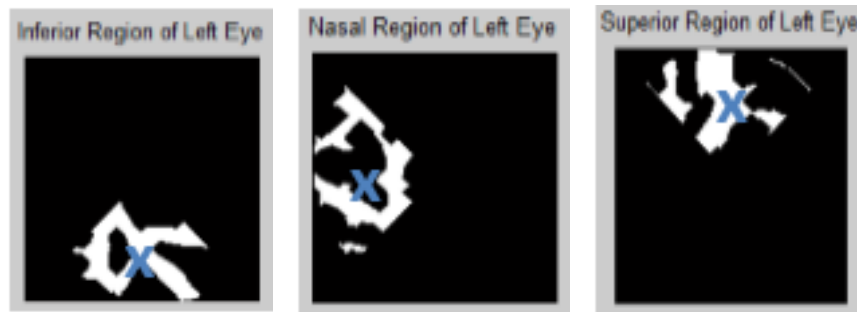 Inferior Region of Left Eye
Nasal Region of Left Eye
Superior Region of Left Eye
X
X
X